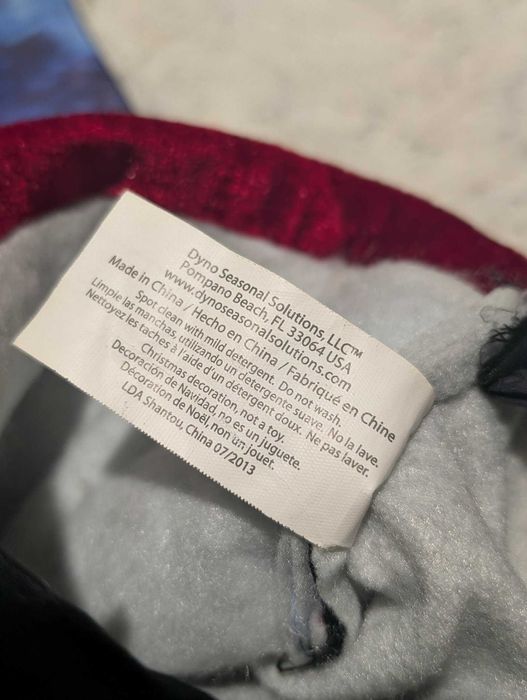 Dyno Seasonal Solutions, LLC™
Pompano Beach, FL 33064 USA
www.dynoseasonalsolutions.com
Made in China / Hecho en China / Fabriqué en Chine
Spot clean with mild detergent. Do not wash.
Limpie las manchas, utilizando un detergente suave. No la lave.
Nettoyez les taches à l'aide d'un détergent doux. Ne pas laver.
Christmas decoration, not a toy.
Decoración de Navidad, no es un juguete.
Décoration de Noël, non un jouet.
LDA Shantou, China 07/2013